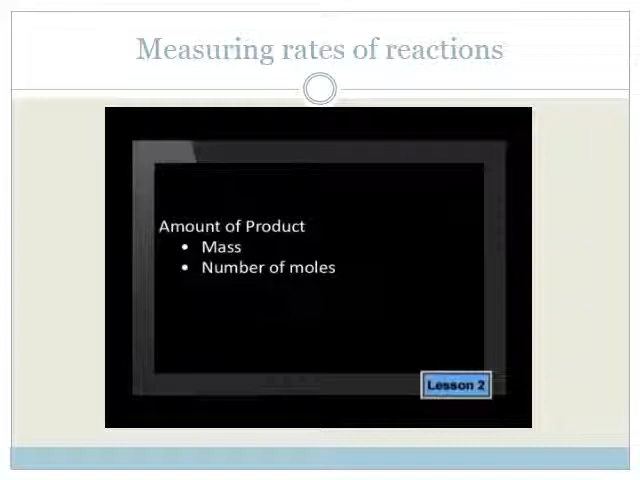 Measuring rates of reactions
Amount of Product
• Mass
• Number of moles
Lesson 2